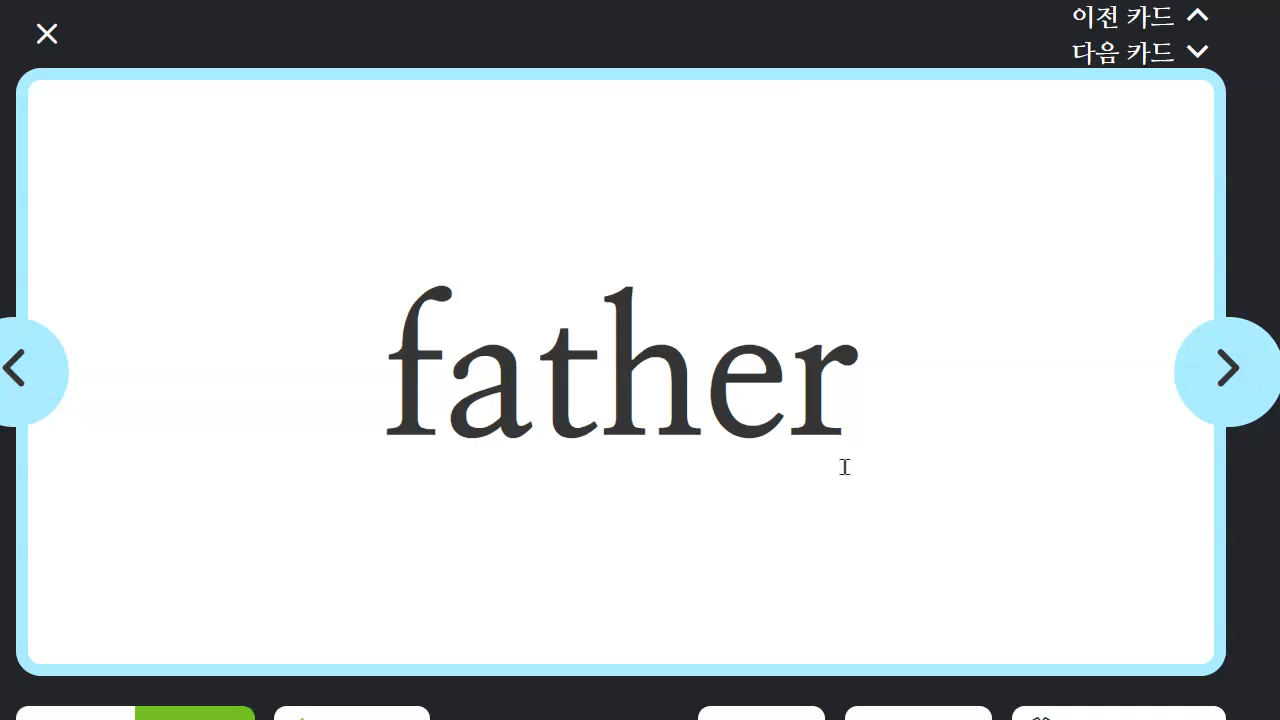 이전 카드
다음 카드
father